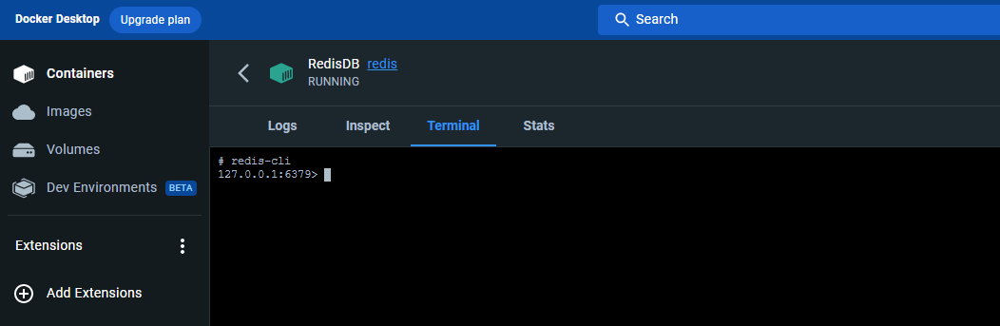 Docker Desktop Upgrade plan Search
Containers
Images
Volumes
Dev Environments BETA
Extensions
Add Extensions
RedisDB redis
RUNNING
Logs Inspect Terminal Stats
# redis-cli
127.0.0.1:6379>